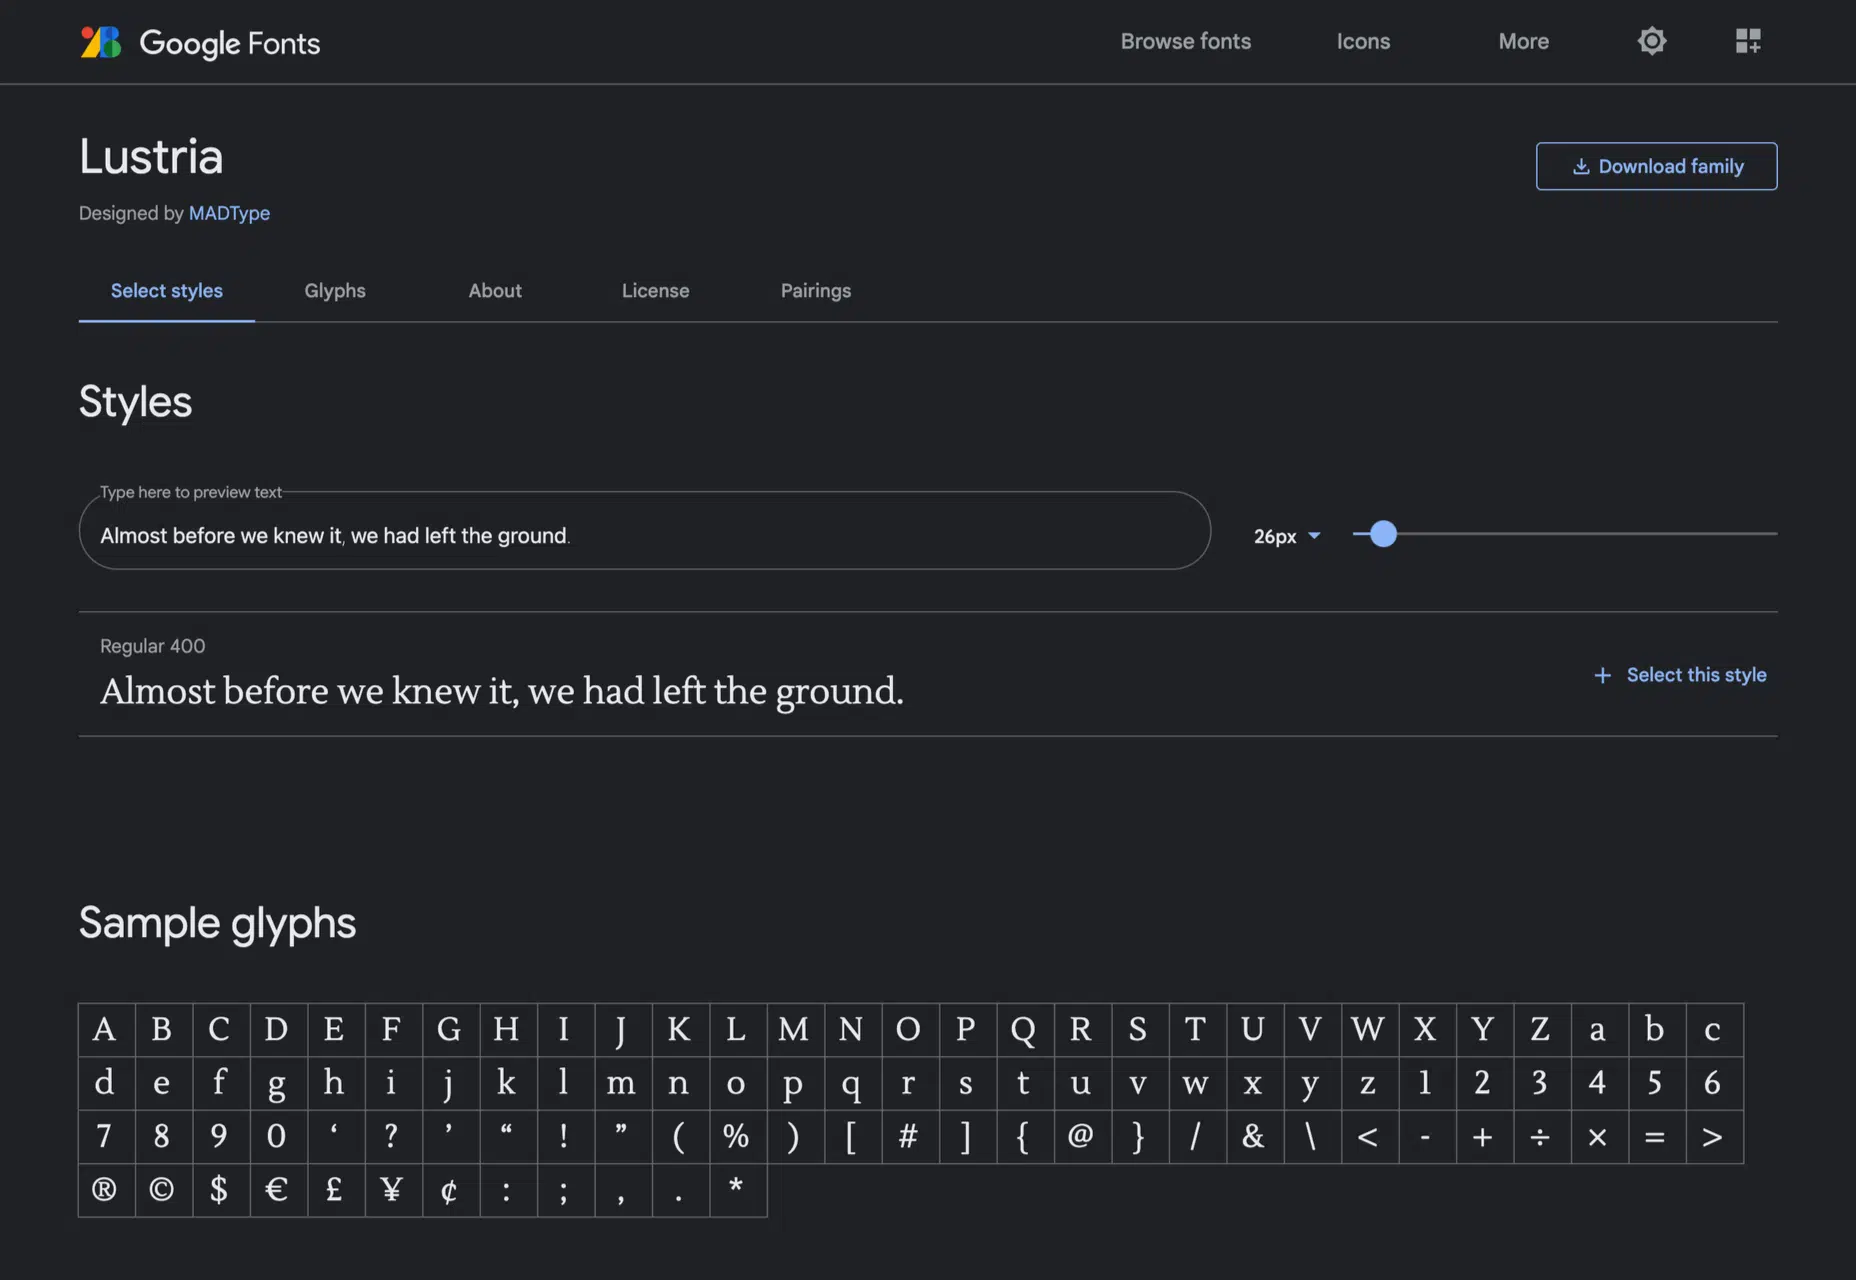 Google Fonts
Browse fonts
Icons
More
Lustria
Download family
Designed by MADType
Select styles
Glyphs
About
License
Pairings
Styles
Type here to preview text
Almost before we knew it, we had left the ground.
26px
Regular 400
Almost before we knew it, we had left the ground.
+ Select this style
Sample glyphs
A B C D E F G H I J K L M N O P Q R S T U V W X Y Z a b c
d e f g h i j k l m n o p q r s t u v w x y z 1 2 3 4 5 6
7 8 9 0 ‘ ? ’ “ ! ” ( % ) [ # ] { @ } / & \ < - + ÷ × = >
® © $ € £ ¥ ¢ : ; , . *